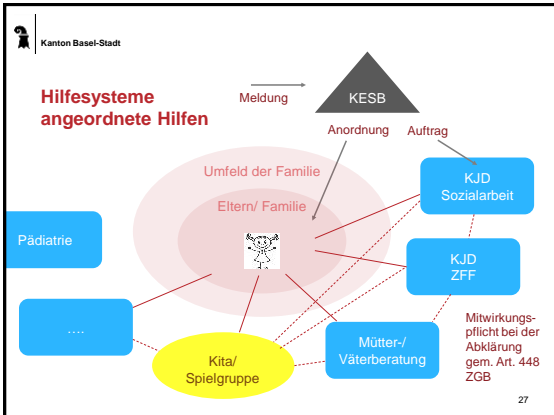 Kanton Basel-Stadt
Hilfesysteme
angeordnete Hilfen
Meldung
KESB
Anordnung
Auftrag
Umfeld der Familie
Eltern/ Familie
KJD
Sozialarbeit
Pädiatrie
KJD
ZFF
....
Kita/
Spielgruppe
Mütter-/
Väterberatung
Mitwirkungs-
pflicht bei der
Abklärung
gem. Art. 448
ZGB
27